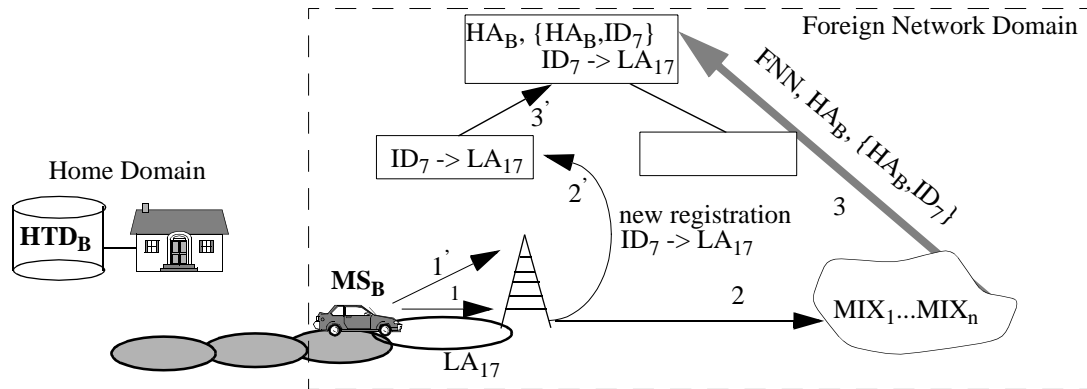 Foreign Network Domain
HA_B, {HA_B,ID_7}
ID_7 -> LA_17
FNN, HA_B, {HA_B,ID_7}
3'
ID_7 -> LA_17
Home Domain
2'
3
HTD_B
new registration
ID_7 -> LA_17
1'
MS_B
1
2
MIX_1...MIX_n
LA_17